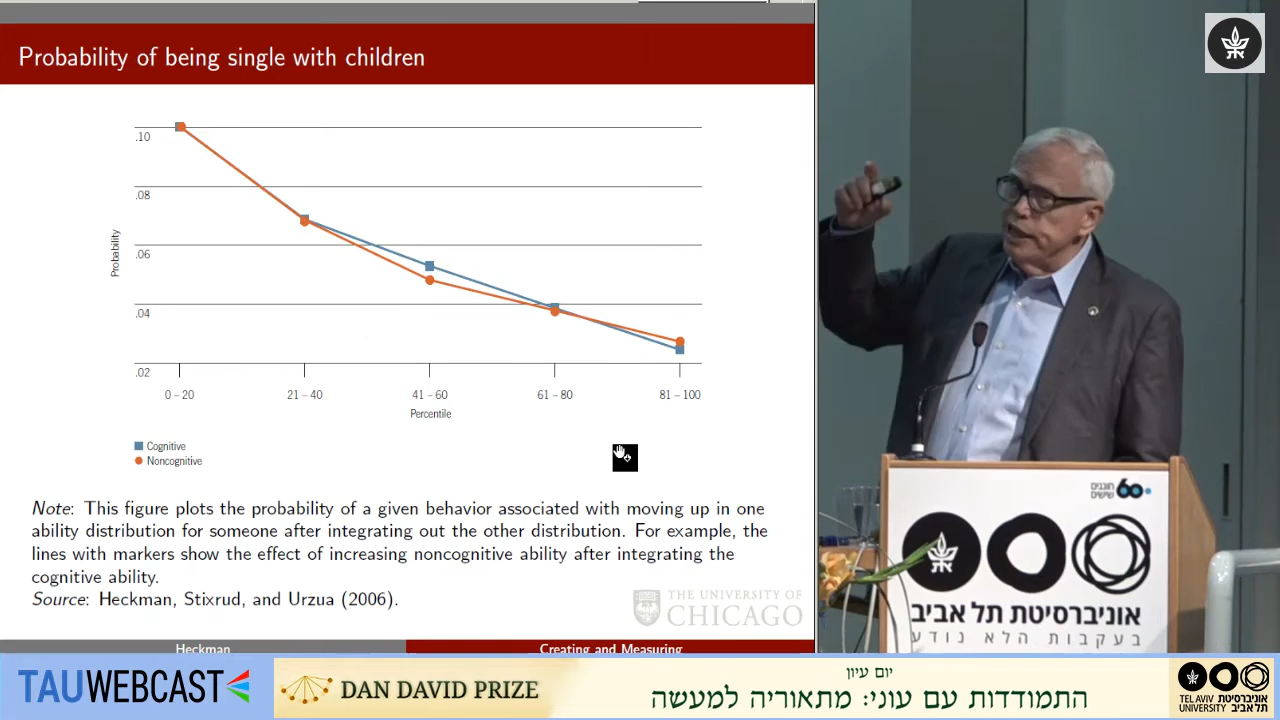 Probability of being single with children
.10
.08
.06
.04
.02
Probability
0 – 20
21 – 40
41 – 60
61 – 80
81 – 100
Percentile
Cognitive
Noncognitive
Note: This figure plots the probability of a given behavior associated with moving up in one
ability distribution for someone after integrating out the other distribution. For example, the
lines with markers show the effect of increasing noncognitive ability after integrating the
cognitive ability.
Source: Heckman, Stixrud, and Urzua (2006).
THE UNIVERSITY OF
CHICAGO
Heckman
Creating and Measuring
חוגגים
שישים
60
אוניברסיטת תל אביב
בעקבות הלא נודע
TAUWEBCAST
DAN DAVID PRIZE
יום עיון
התמודדות עם עוני: מתאוריה למעשה
TEL AVIV אוניברסיטת
UNIVERSITY תל אביב